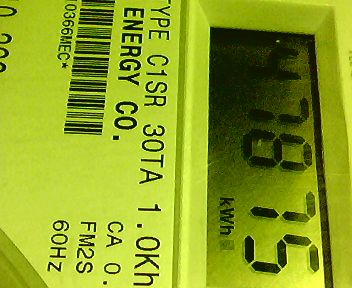 47875
kWh
TYPE C1SR 30TA 1.0Kh
ENERGY CO.
CA 0.
FM2S
60Hz
0366MEC*